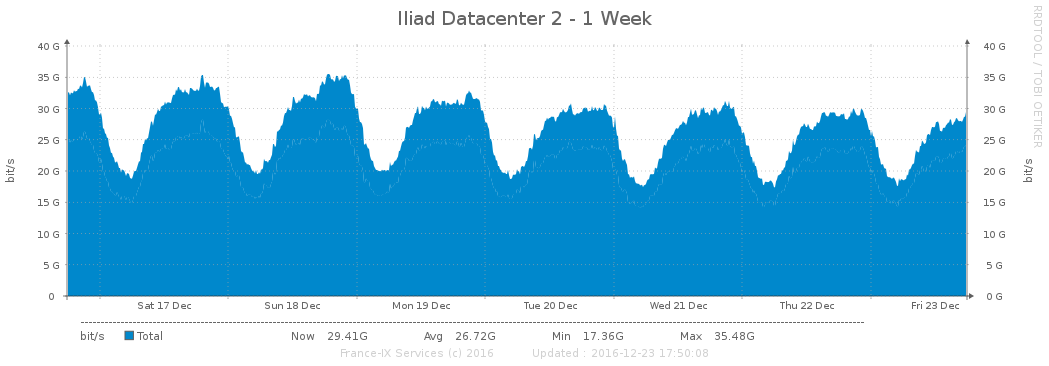 Iliad Datacenter 2 - 1 Week
RRDTOOL / TOBI OETIKER
40 G 40 G
35 G 35 G
30 G 30 G
25 G 25 G
20 G 20 G
15 G 15 G
10 G 10 G
5 G 5 G
0 0 G
bit/s bit/s
Sat 17 Dec Sun 18 Dec Mon 19 Dec Tue 20 Dec Wed 21 Dec Thu 22 Dec Fri 23 Dec
bit/s Total Now 29.41G Avg 26.72G Min 17.36G Max 35.48G
France-IX Services (c) 2016 Updated : 2016-12-23 17:50:08